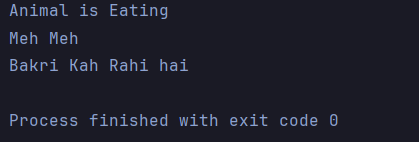 Animal is Eating
Meh Meh
Bakri Kah Rahi hai
Process finished with exit code 0